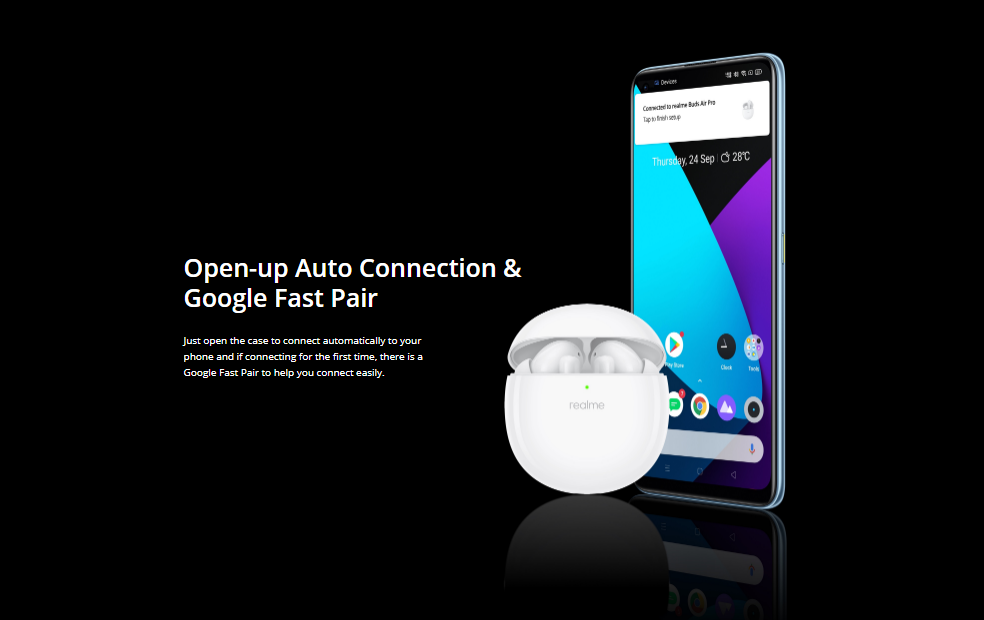 Open-up Auto Connection &
Google Fast Pair
Just open the case to connect automatically to your
phone and if connecting for the first time, there is a
Google Fast Pair to help you connect easily.
Devices
Connected to realme Buds Air Pro
Tap to finish setup
Thursday, 24 Sep | 28°C
Play Store
Clock
Tools
realme